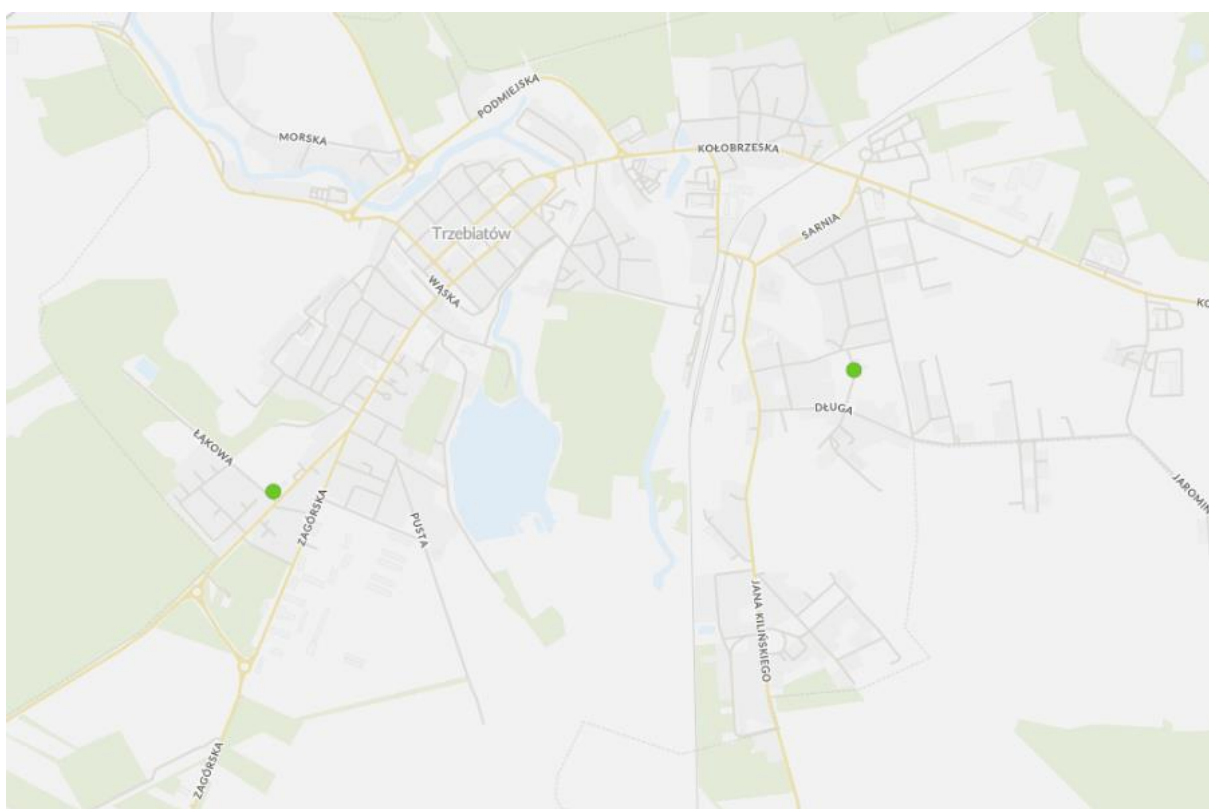 PODMIEJSKA
MORSKA
KOŁOBRZESKA
SARNIA
Trzebiatów
WĄSKA
DŁUGA
ŁĄKOWA
ZAGÓRSKA
PUSTA
JANA KILIŃSKIEGO
ZAGÓRSKA